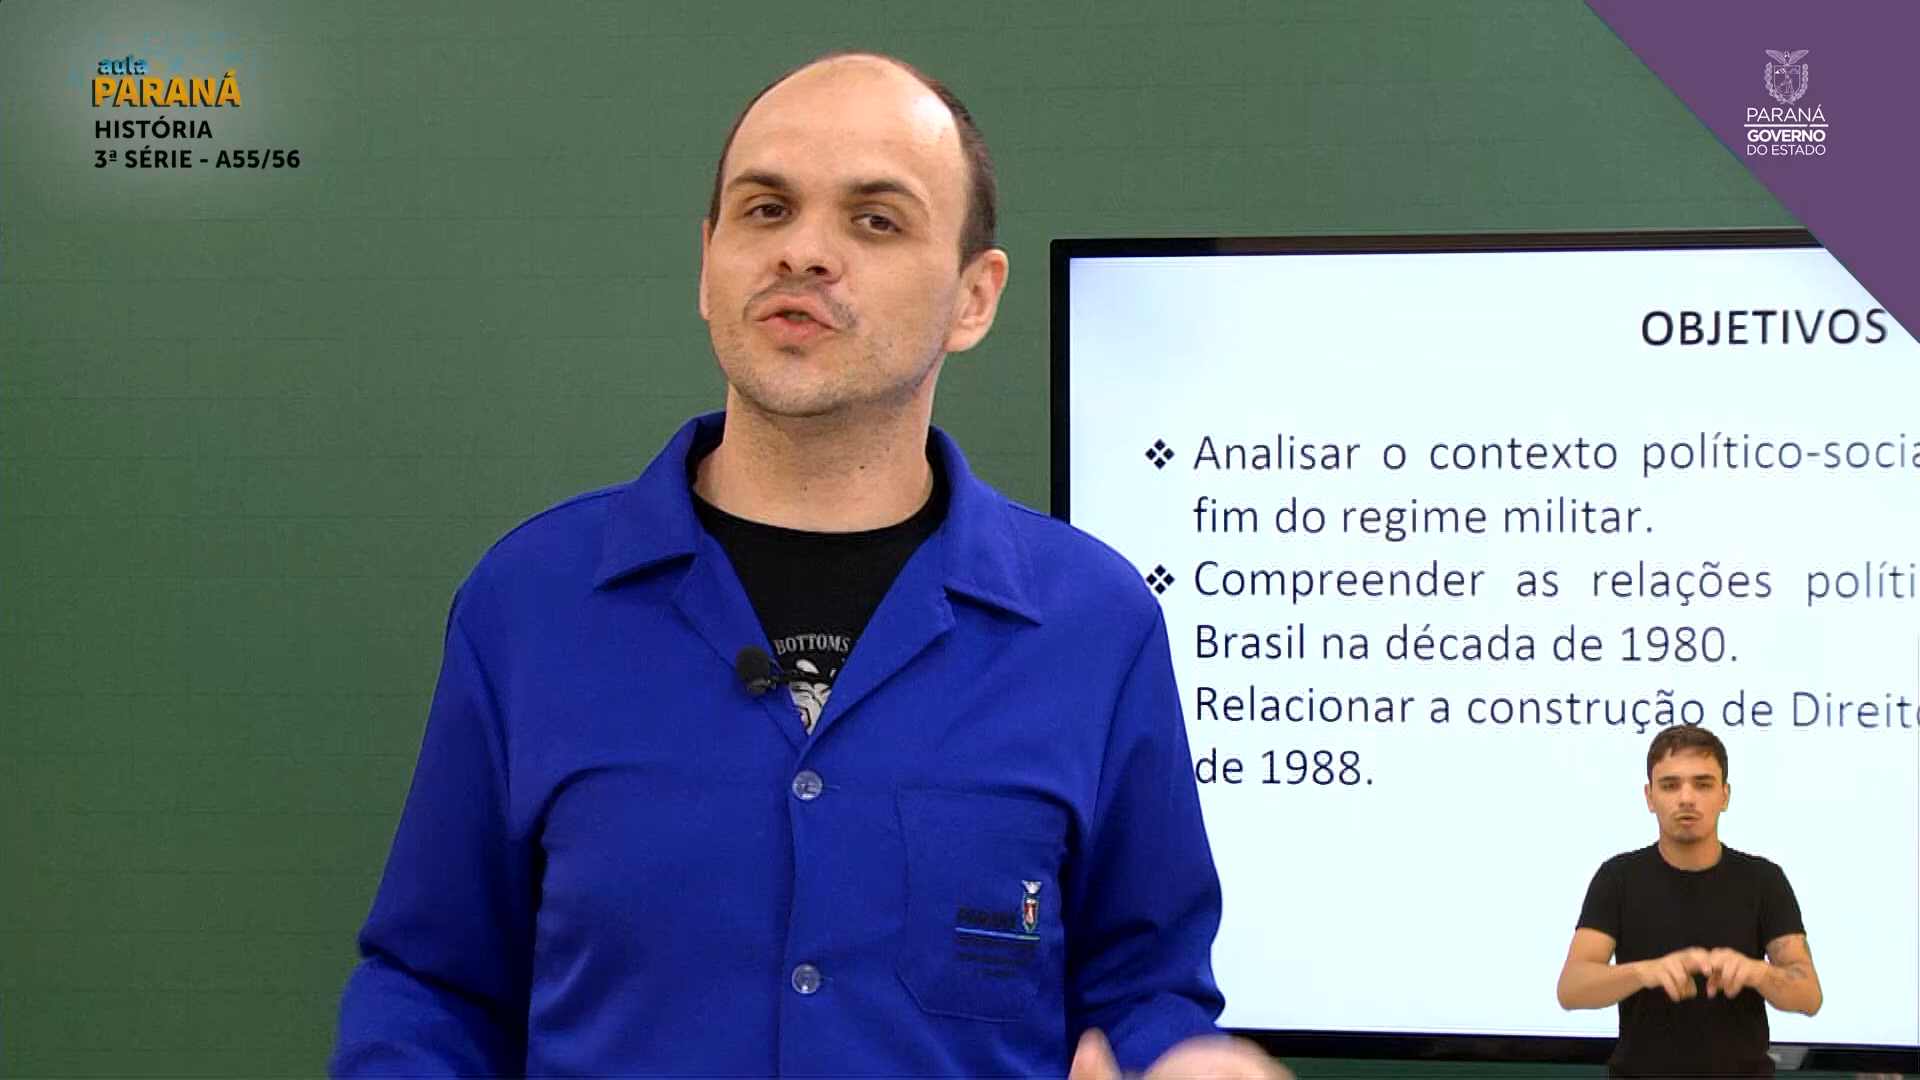 aula
PARANÁ
HISTÓRIA
3ª SÉRIE - A55/56
PARANÁ
GOVERNO
DO ESTADO
OBJETIVOS
❖ Analisar o contexto político-socia
fim do regime militar.
❖ Compreender as relações políti
Brasil na década de 1980.
Relacionar a construção de Direito
de 1988.
BOTTOMS